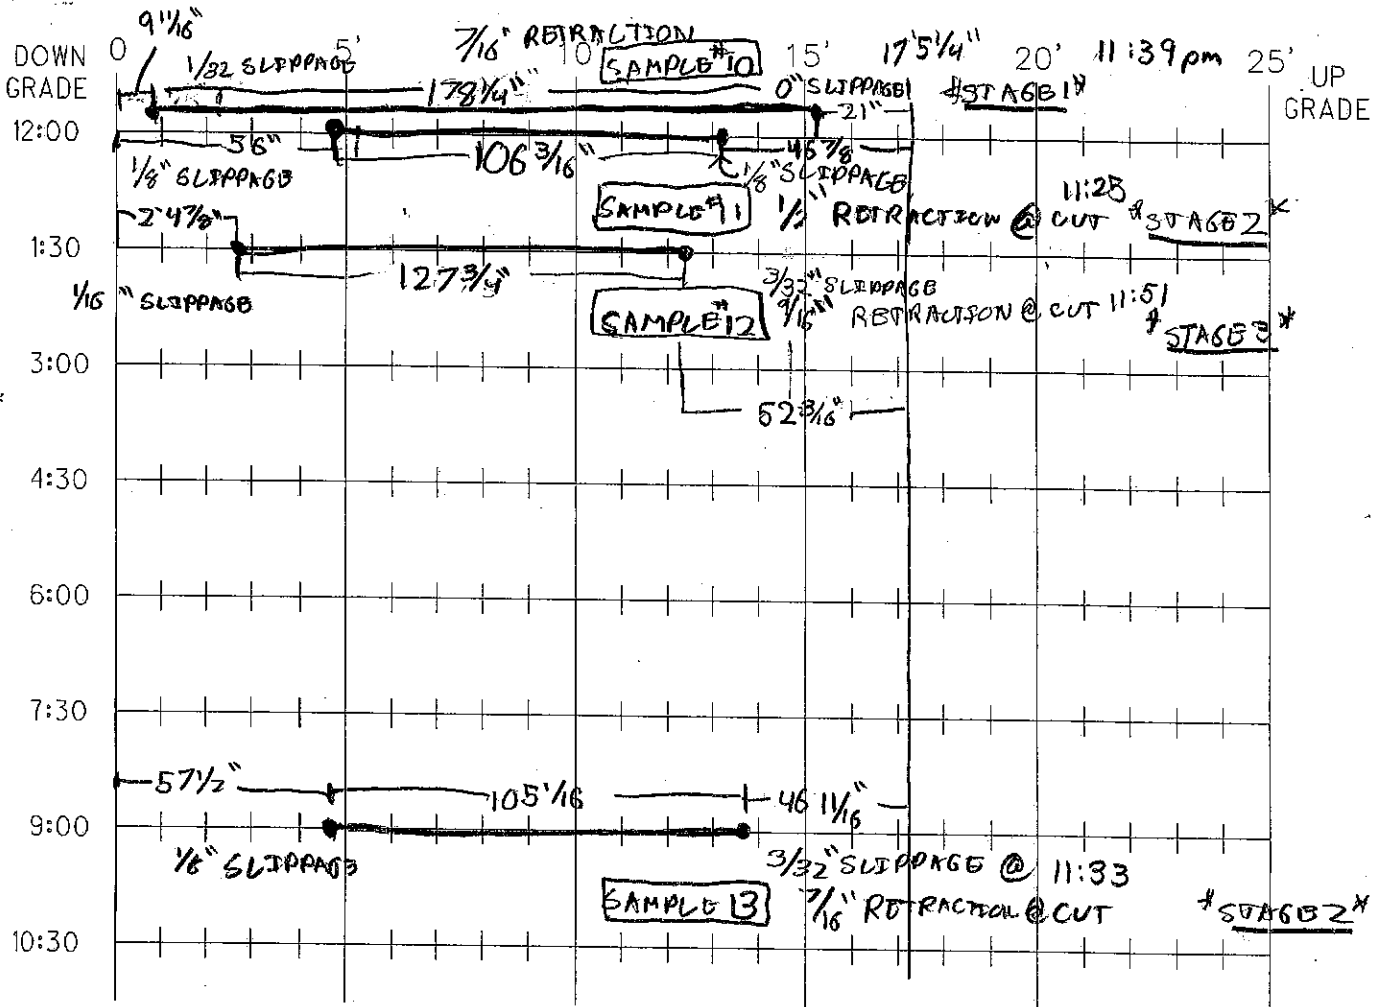 9 11/16"
7/16" RETRACTION
DOWN GRADE 0 5' 10' 15' 17'5 1/4" 20' 11:39 pm 25' UP GRADE
1/32 SLIPPAGE
SAMPLE #10
178 1/4" 0" SLIPPAGE *STAGE 1*
21"
12:00
56" 106 3/16" 46 7/8
1/8" SLIPPAGE 1/8" SLIPPAGE
SAMPLE #11 1/2" RETRACTION @ CUT 11:25 *STAGE 2*
2'4 7/8"
1:30
127 3/4"
1/16" SLIPPAGE 3/32" SLIPPAGE
SAMPLE #12 9/16" RETRACTION @ CUT 11:51
*STAGE 3*
3:00
52 3/16"
4:30
6:00
7:30
57 1/2" 105 1/16 46 11/16"
9:00
1/8" SLIPPAGE 3/32" SLIPPAGE @ 11:33
SAMPLE 13 7/16" RETRACTION @ CUT *STAGE 2*
10:30